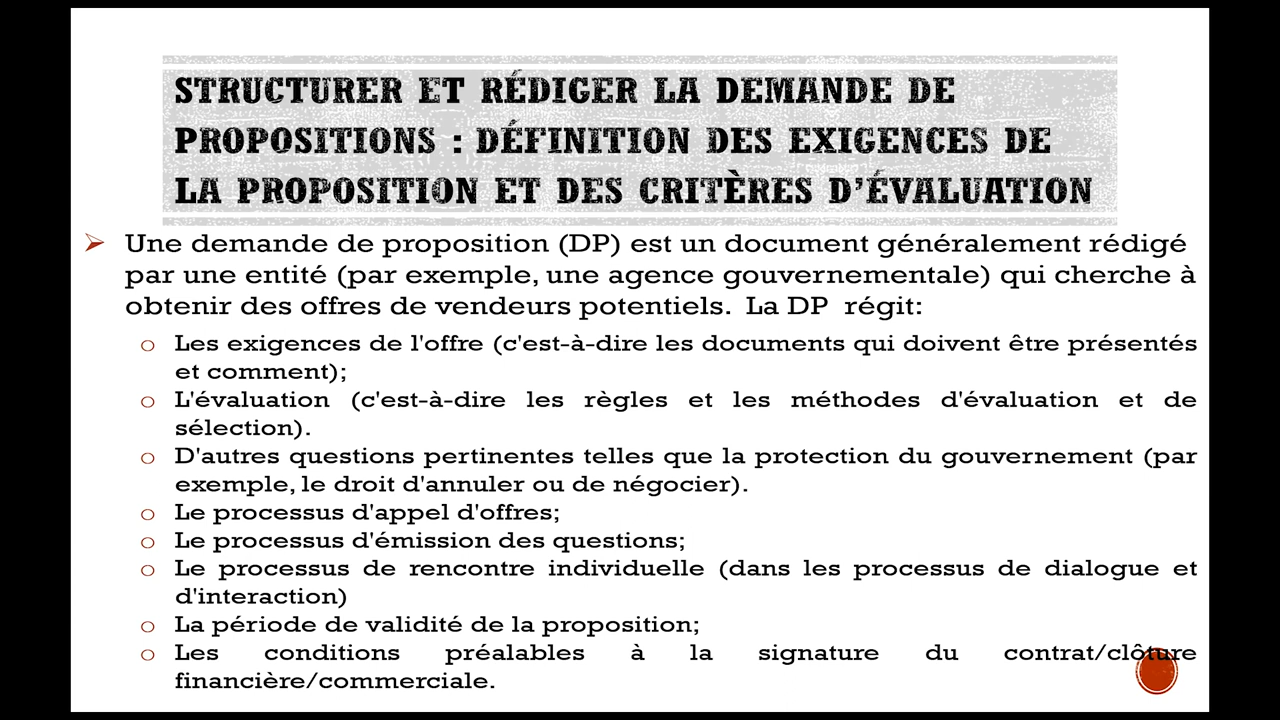 STRUCTURER ET RÉDIGER LA DEMANDE DE
PROPOSITIONS : DÉFINITION DES EXIGENCES DE
LA PROPOSITION ET DES CRITÈRES D'ÉVALUATION
Une demande de proposition (DP) est un document généralement rédigé
par une entité (par exemple, une agence gouvernementale) qui cherche à
obtenir des offres de vendeurs potentiels. La DP régit:
Les exigences de l'offre (c'est-à-dire les documents qui doivent être présentés
et comment);
L'évaluation (c'est-à-dire les règles et les méthodes d'évaluation et de
sélection).
D'autres questions pertinentes telles que la protection du gouvernement (par
exemple, le droit d'annuler ou de négocier).
Le processus d'appel d'offres;
Le processus d'émission des questions;
Le processus de rencontre individuelle (dans les processus de dialogue et
d'interaction)
La période de validité de la proposition;
Les conditions préalables à la signature du contrat/clôture
financière/commerciale.